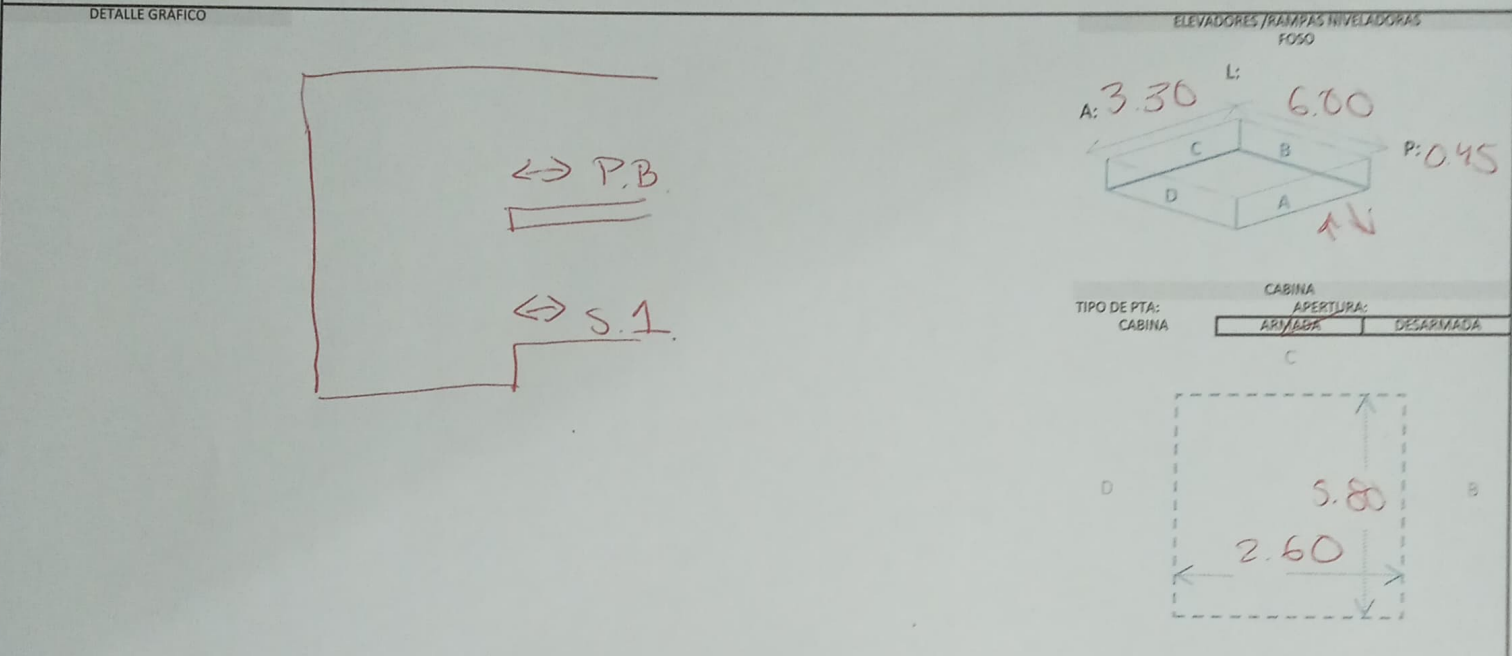 DETALLE GRÁFICO
P.B.
S.1.
ELEVADORES /RAMPAS NIVELADORAS
FOSO
L:
A: 3.30 6.00
P: 0.45
C B
D A
CABINA
TIPO DE PTA: APERTURA:
CABINA ARMADA DESARMADA
C
D B
5.80
2.60